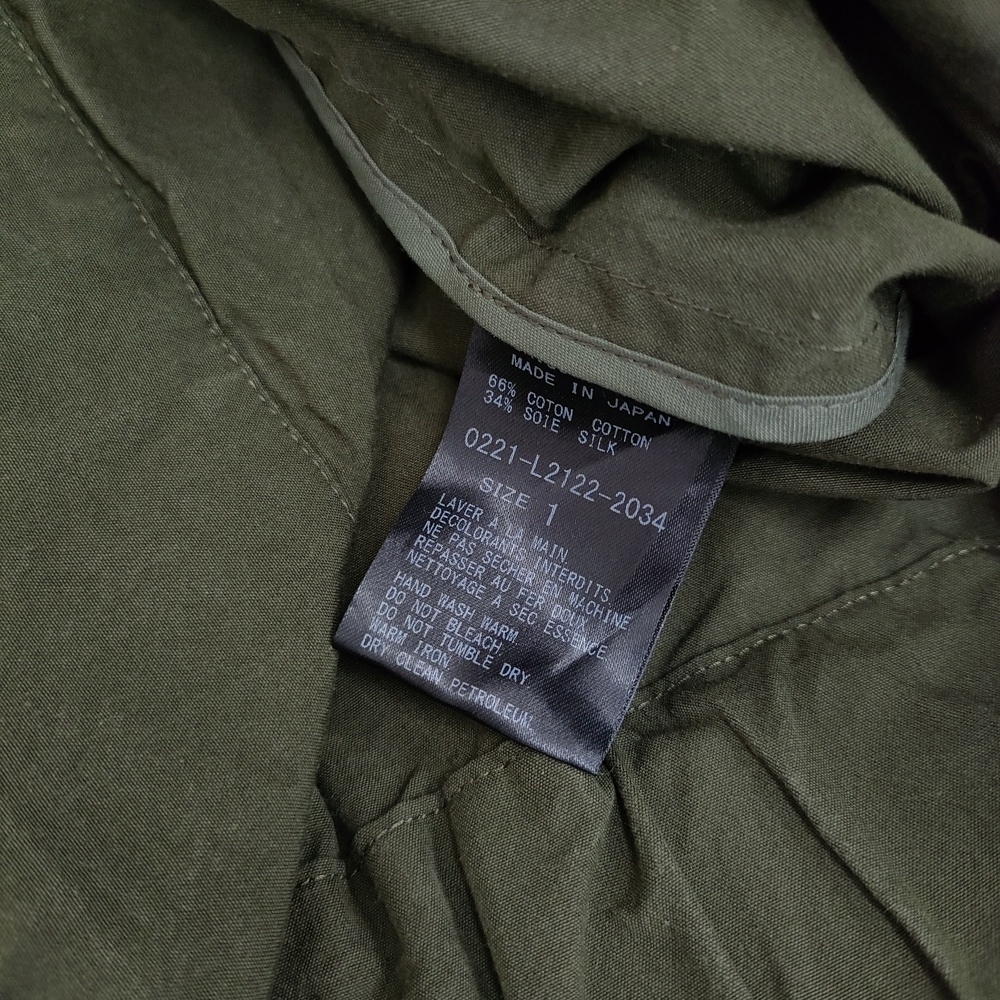 MADE IN JAPAN
66% COTON COTTON
34% SOIE SILK
0221-L2122-2034
SIZE 1
LAVER A LA MAIN
DECOLORANTS INTERDITS
NE PAS SECHER EN MACHINE
REPASSER AU FER DOUX
NETTOYAGE A SEC ESSENCE
HAND WASH WARM
DO NOT BLEACH
DO NOT TUMBLE DRY
WARM IRON
DRY CLEAN PETROLEUM